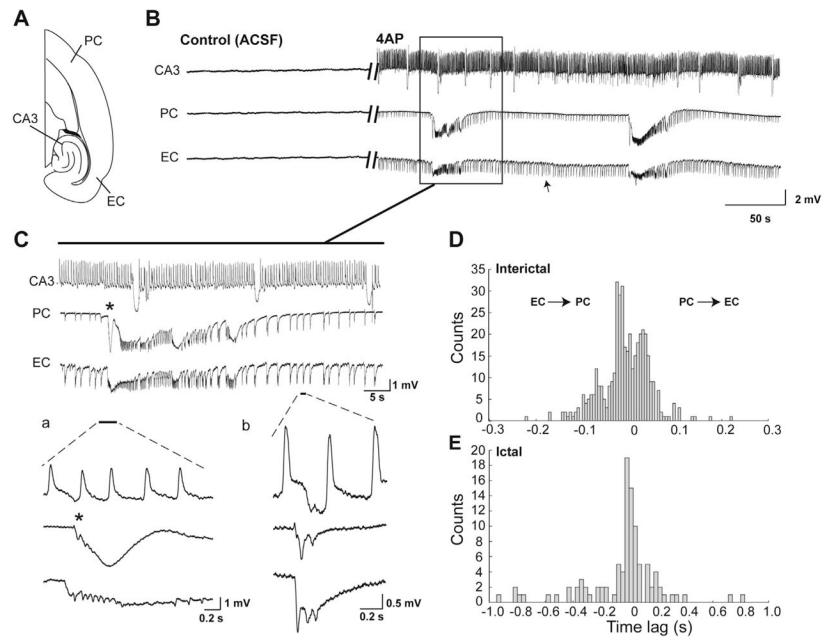 A
PC
CA3
EC
B
Control (ACSF)
4AP
CA3
PC
EC
2 mV
50 s
C
CA3
PC
*
EC
1 mV
5 s
a
b
*
1 mV
0.2 s
0.5 mV
0.2 s
D
Interictal
EC → PC
PC → EC
Counts
35
30
25
20
15
10
5
0
-0.3 -0.2 -0.1 0 0.1 0.2 0.3
E
Ictal
Counts
20
18
16
14
12
10
8
6
4
2
0
-1.0 -0.8 -0.6 -0.4 -0.2 0 0.2 0.4 0.6 0.8 1.0
Time lag (s)